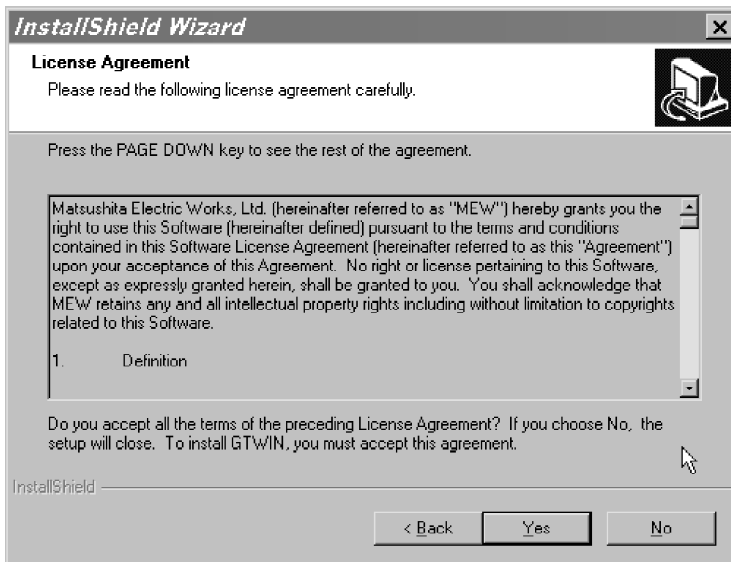 InstallShield Wizard
License Agreement
Please read the following license agreement carefully.
Press the PAGE DOWN key to see the rest of the agreement.
Matsushita Electric Works, Ltd. (hereinafter referred to as "MEW") hereby grants you the
right to use this Software (hereinafter defined) pursuant to the terms and conditions
contained in this Software License Agreement (hereinafter referred to as this "Agreement")
upon your acceptance of this Agreement.  No right or license pertaining to this Software,
except as expressly granted herein, shall be granted to you.  You shall acknowledge that
MEW retains any and all intellectual property rights including without limitation to copyrights
related to this Software.
1.        Definition
Do you accept all the terms of the preceding License Agreement?  If you choose No,  the
setup will close.  To install GTWIN, you must accept this agreement.
InstallShield
< Back    Yes    No